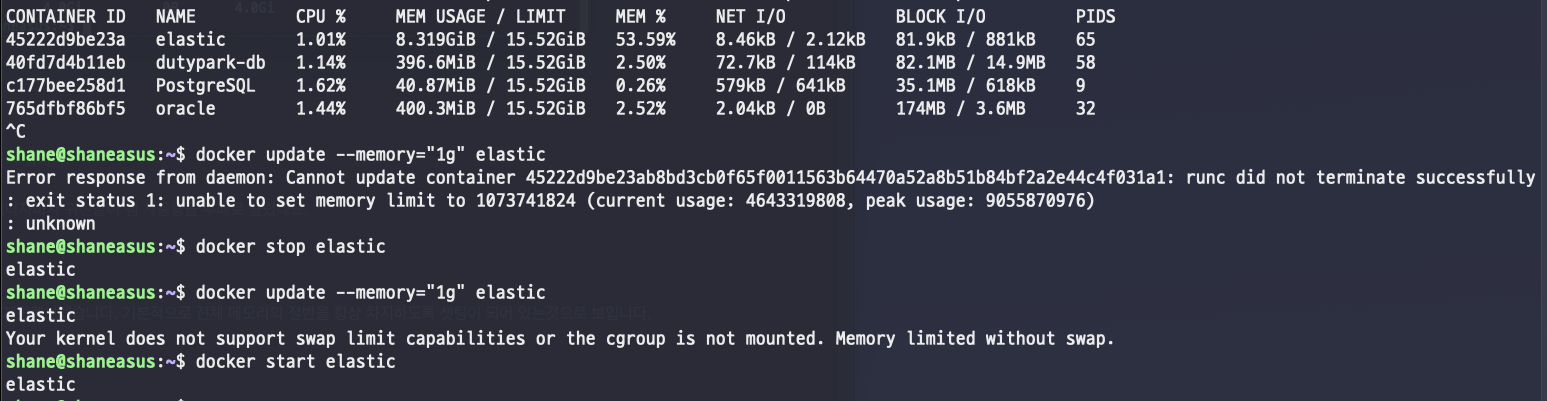 CONTAINER ID   NAME          CPU %     MEM USAGE / LIMIT     MEM %     NET I/O           BLOCK I/O         PIDS
45222d9be23a   elastic       1.01%     8.319GiB / 15.52GiB   53.59%    8.46kB / 2.12kB   81.9kB / 881kB    65
40fd7d4b11eb   dutypark-db   1.14%     396.6MiB / 15.52GiB   2.50%     72.7kB / 114kB    82.1MB / 14.9MB   58
c177bee258d1   PostgreSQL    1.62%     40.87MiB / 15.52GiB   0.26%     579kB / 641kB     35.1MB / 618kB    9
765dfbf86bf5   oracle        1.44%     400.3MiB / 15.52GiB   2.52%     2.04kB / 0B       174MB / 3.6MB     32
^C
shane@shaneasus:~$ docker update --memory="1g" elastic
Error response from daemon: Cannot update container 45222d9be23ab8bd3cb0f65f0011563b64470a52a8b51b84bf2a2e44c4f031a1: runc did not terminate successfully
: exit status 1: unable to set memory limit to 1073741824 (current usage: 4643319808, peak usage: 9055870976)
: unknown
shane@shaneasus:~$ docker stop elastic
elastic
shane@shaneasus:~$ docker update --memory="1g" elastic
elastic
Your kernel does not support swap limit capabilities or the cgroup is not mounted. Memory limited without swap.
shane@shaneasus:~$ docker start elastic
elastic